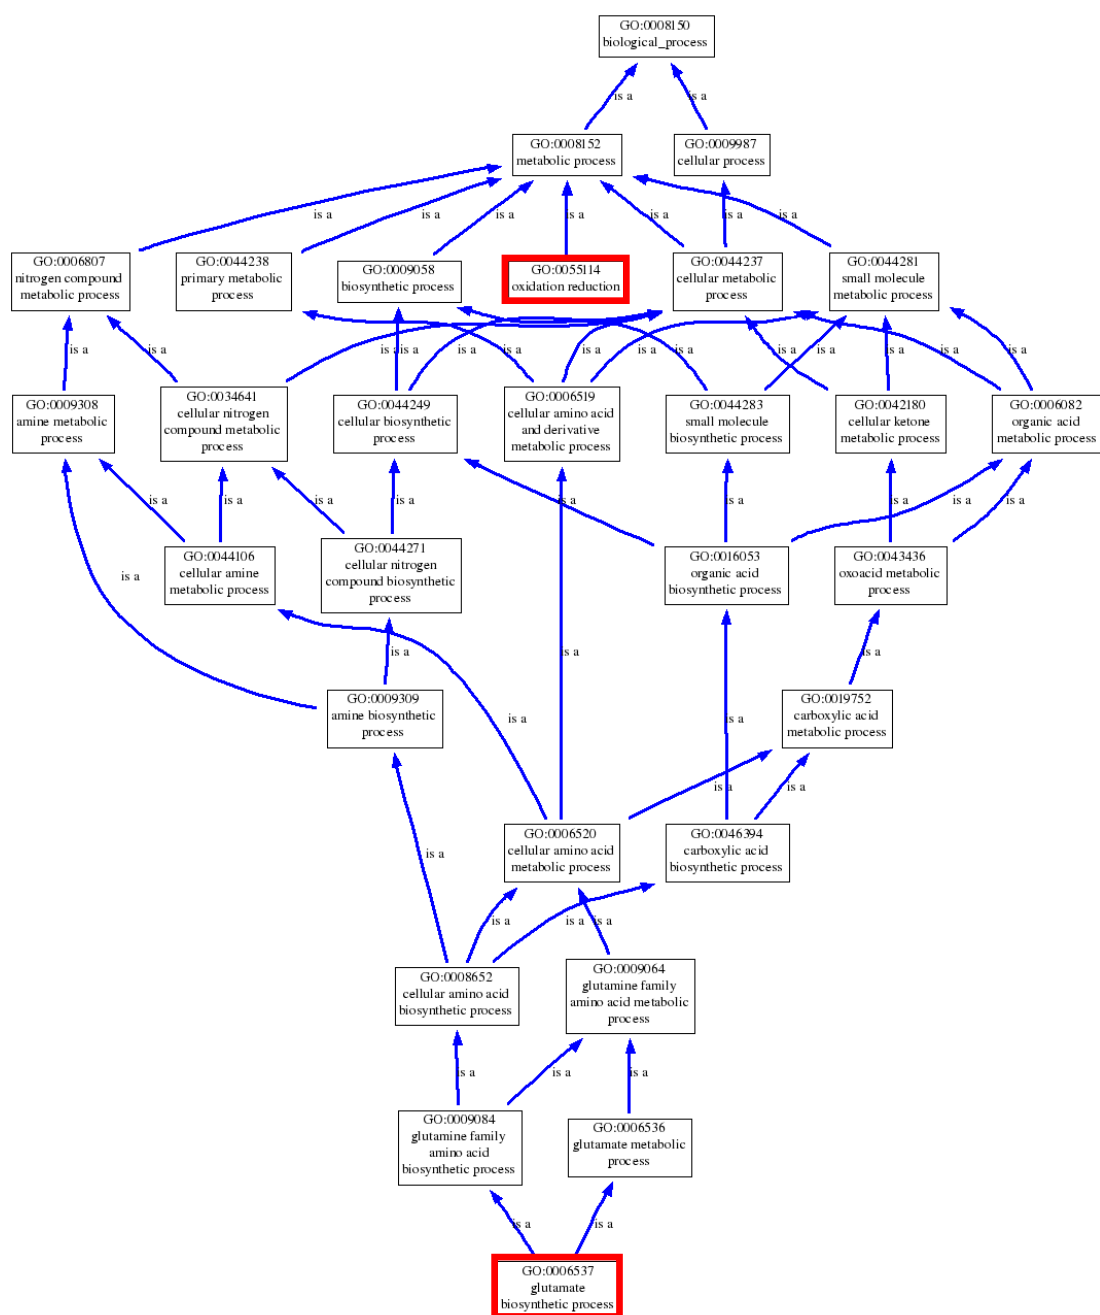 GO:0008150
biological_process
is a
is a
GO:0008152
metabolic process
GO:0009987
cellular process
is a
is a
is a
is a
is a
is a
is a
GO:0006807
nitrogen compound
metabolic process
GO:0044238
primary metabolic
process
GO:0009058
biosynthetic process
GO:0055114
oxidation reduction
GO:0044237
cellular metabolic
process
GO:0044281
small molecule
metabolic process
is a
is a
is a
is a
is a
is a
is a
is a
is a
is a
is a
is a
is a
is a
GO:0009308
amine metabolic
process
GO:0034641
cellular nitrogen
compound metabolic
process
GO:0044249
cellular biosynthetic
process
GO:0006519
cellular amino acid
and derivative
metabolic process
GO:0044283
small molecule
biosynthetic process
GO:0042180
cellular ketone
metabolic process
GO:0006082
organic acid
metabolic process
is a
is a
is a
is a
is a
is a
is a
is a
is a
GO:0044106
cellular amine
metabolic process
GO:0044271
cellular nitrogen
compound biosynthetic
process
GO:0016053
organic acid
biosynthetic process
GO:0043436
oxoacid metabolic
process
is a
is a
is a
is a
GO:0009309
amine biosynthetic
process
GO:0019752
carboxylic acid
metabolic process
is a
is a
is a
is a
GO:0006520
cellular amino acid
metabolic process
GO:0046394
carboxylic acid
biosynthetic process
is a
is a
is a
is a
GO:0008652
cellular amino acid
biosynthetic process
GO:0009064
glutamine family
amino acid metabolic
process
is a
is a
is a
GO:0009084
glutamine family
amino acid
biosynthetic process
GO:0006536
glutamate metabolic
process
is a
is a
GO:0006537
glutamate
biosynthetic process